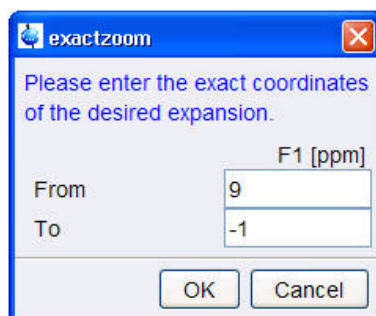 exactzoom
Please enter the exact coordinates
of the desired expansion.
F1 [ppm]
From 9
To -1
OK Cancel